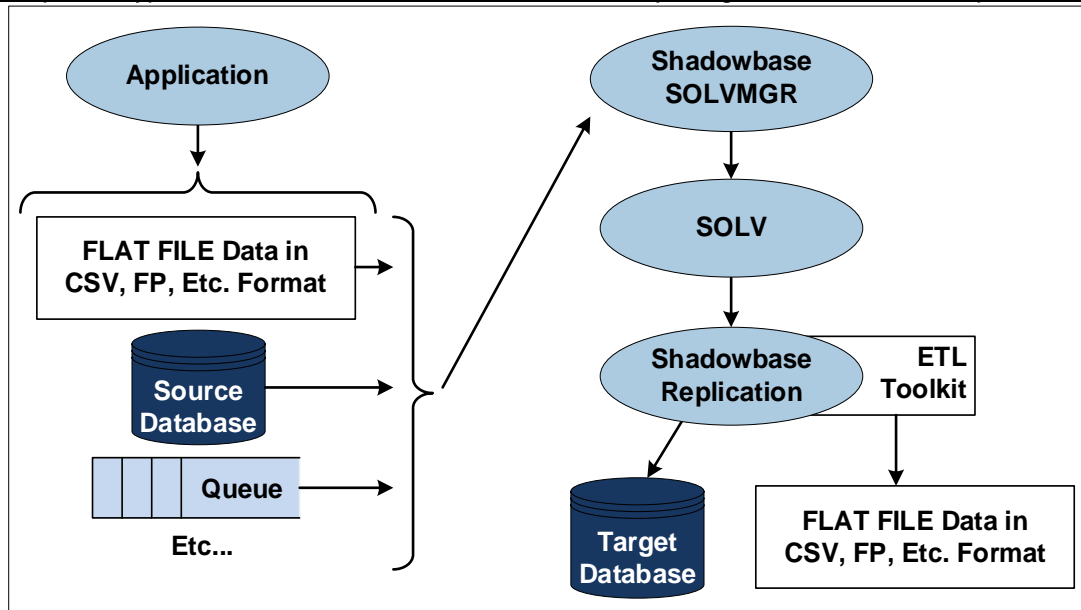 Application
FLAT FILE Data in
CSV, FP, Etc. Format
Source
Database
Queue
Etc...
Shadowbase
SOLVMGR
SOLV
Shadowbase
Replication
ETL
Toolkit
Target
Database
FLAT FILE Data in
CSV, FP, Etc. Format